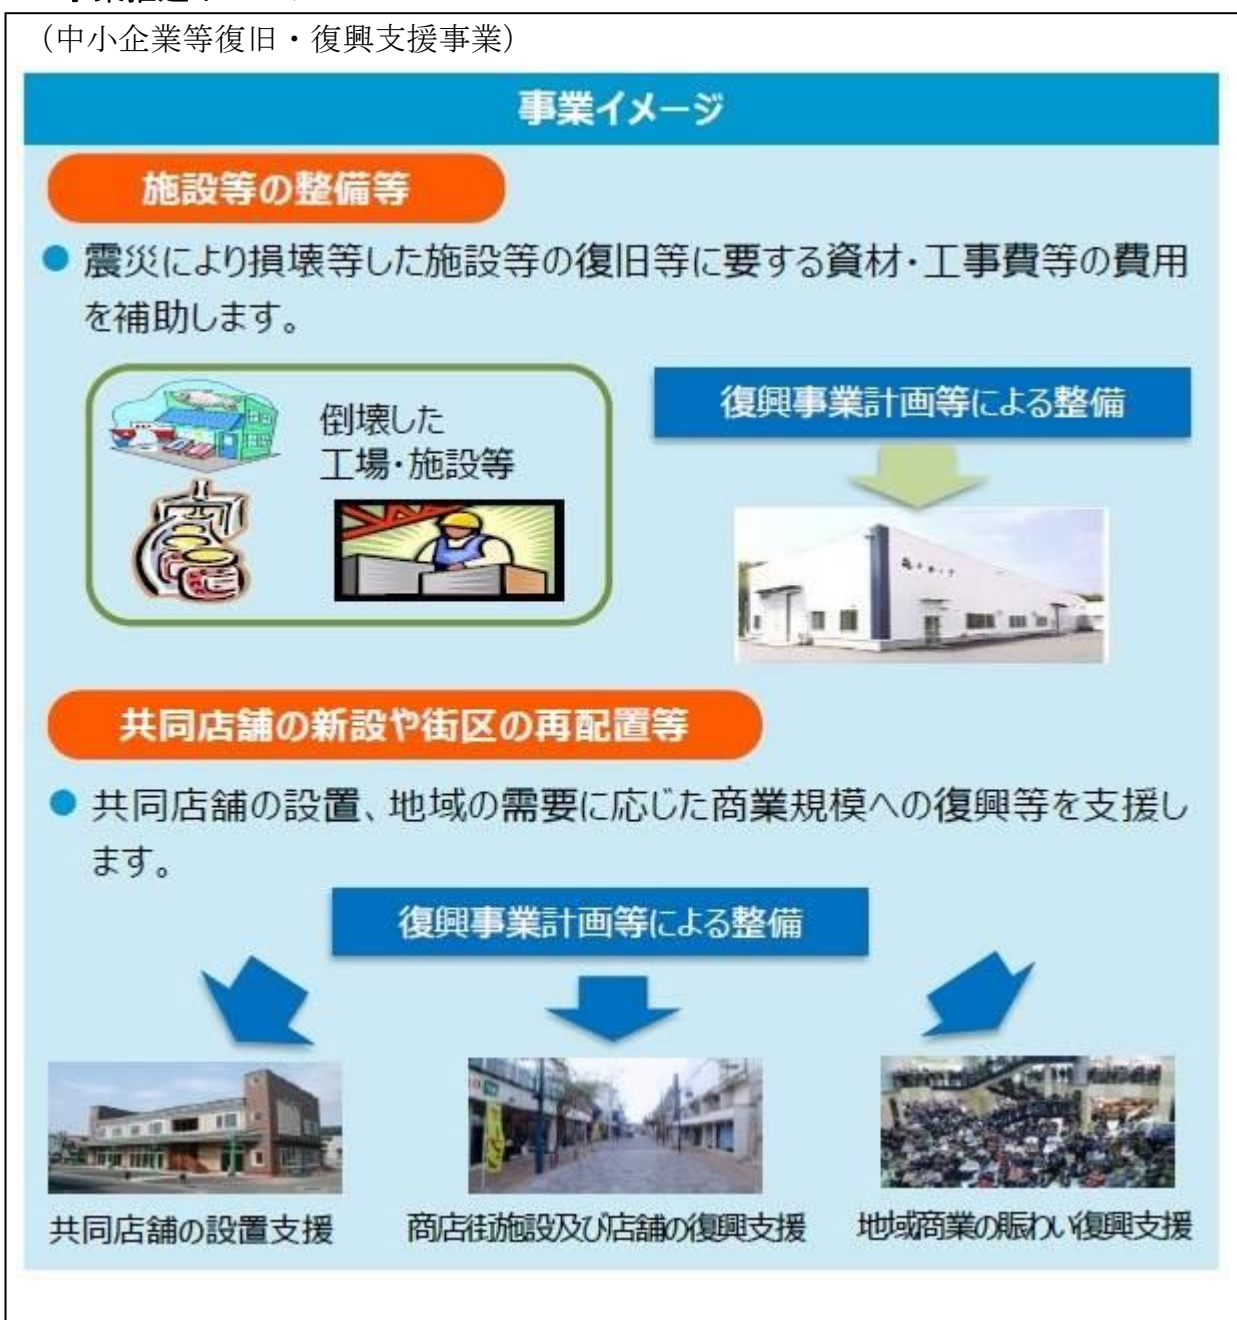 (中小企業等復旧・復興支援事業)
事業イメージ
施設等の整備等
● 震災により損壊等した施設等の復旧等に要する資材・工事費等の費用
を補助します。
倒壊した
工場・施設等
復興事業計画等による整備
共同店舗の新設や街区の再配置等
● 共同店舗の設置、地域の需要に応じた商業規模への復興等を支援し
ます。
復興事業計画等による整備
共同店舗の設置支援
商店街施設及び店舗の復興支援
地域商業の賑わい復興支援